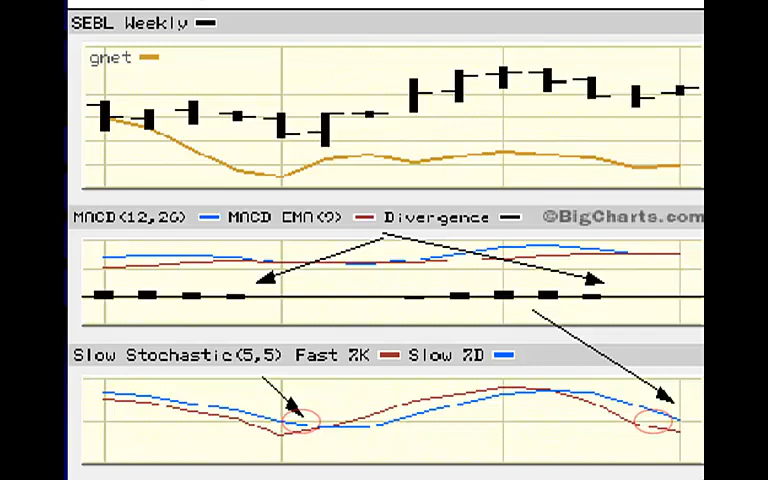 SEBL Weekly
gnet
MACD(12,26) MACD EMA(9) Divergence ©BigCharts.com
Slow Stochastic(5,5) Fast %K Slow %D